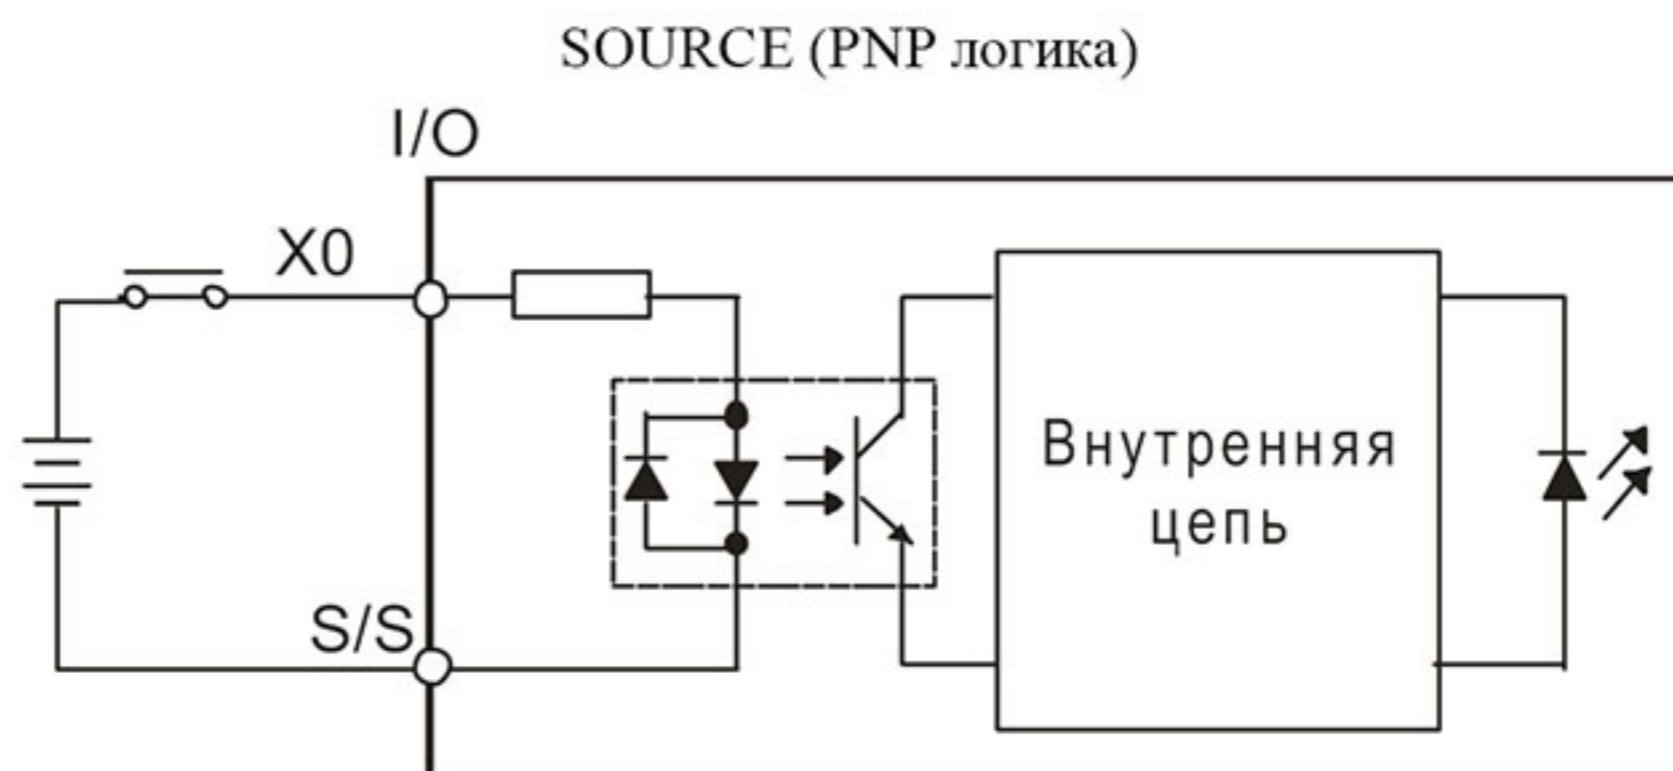 SOURCE (PNP логика)
I/O
X0
Внутренняя
цепь
S/S